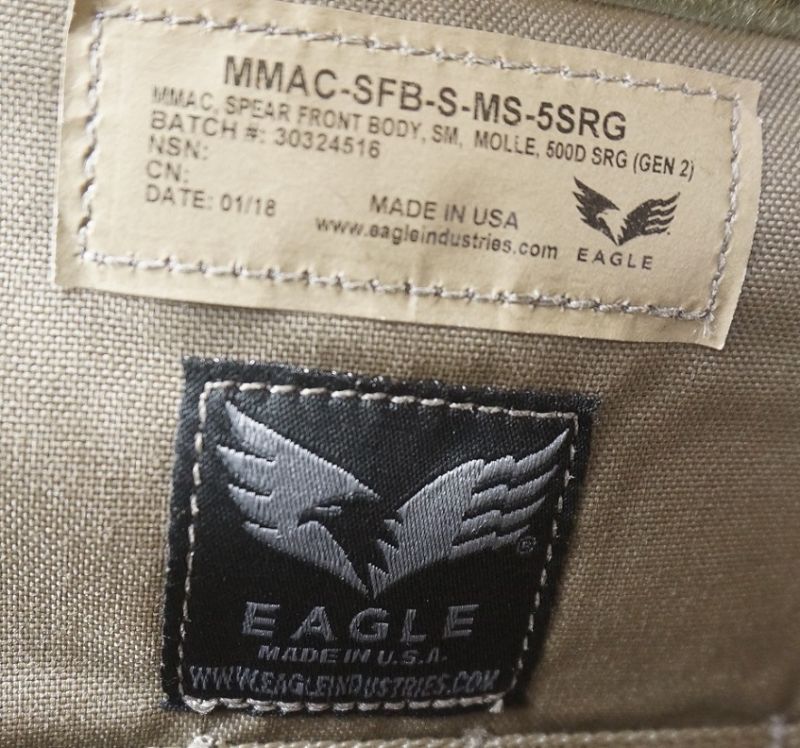 MMAC-SFB-S-MS-5SRG
MMAC, SPEAR FRONT BODY, SM, MOLLE, 500D SRG (GEN 2)
BATCH #: 30324516
NSN:
CN:
DATE: 01/18
MADE IN USA
www.eagleindustries.com
EAGLE
®
EAGLE
MADE IN U.S.A.
WWW.EAGLEINDUSTRIES.COM